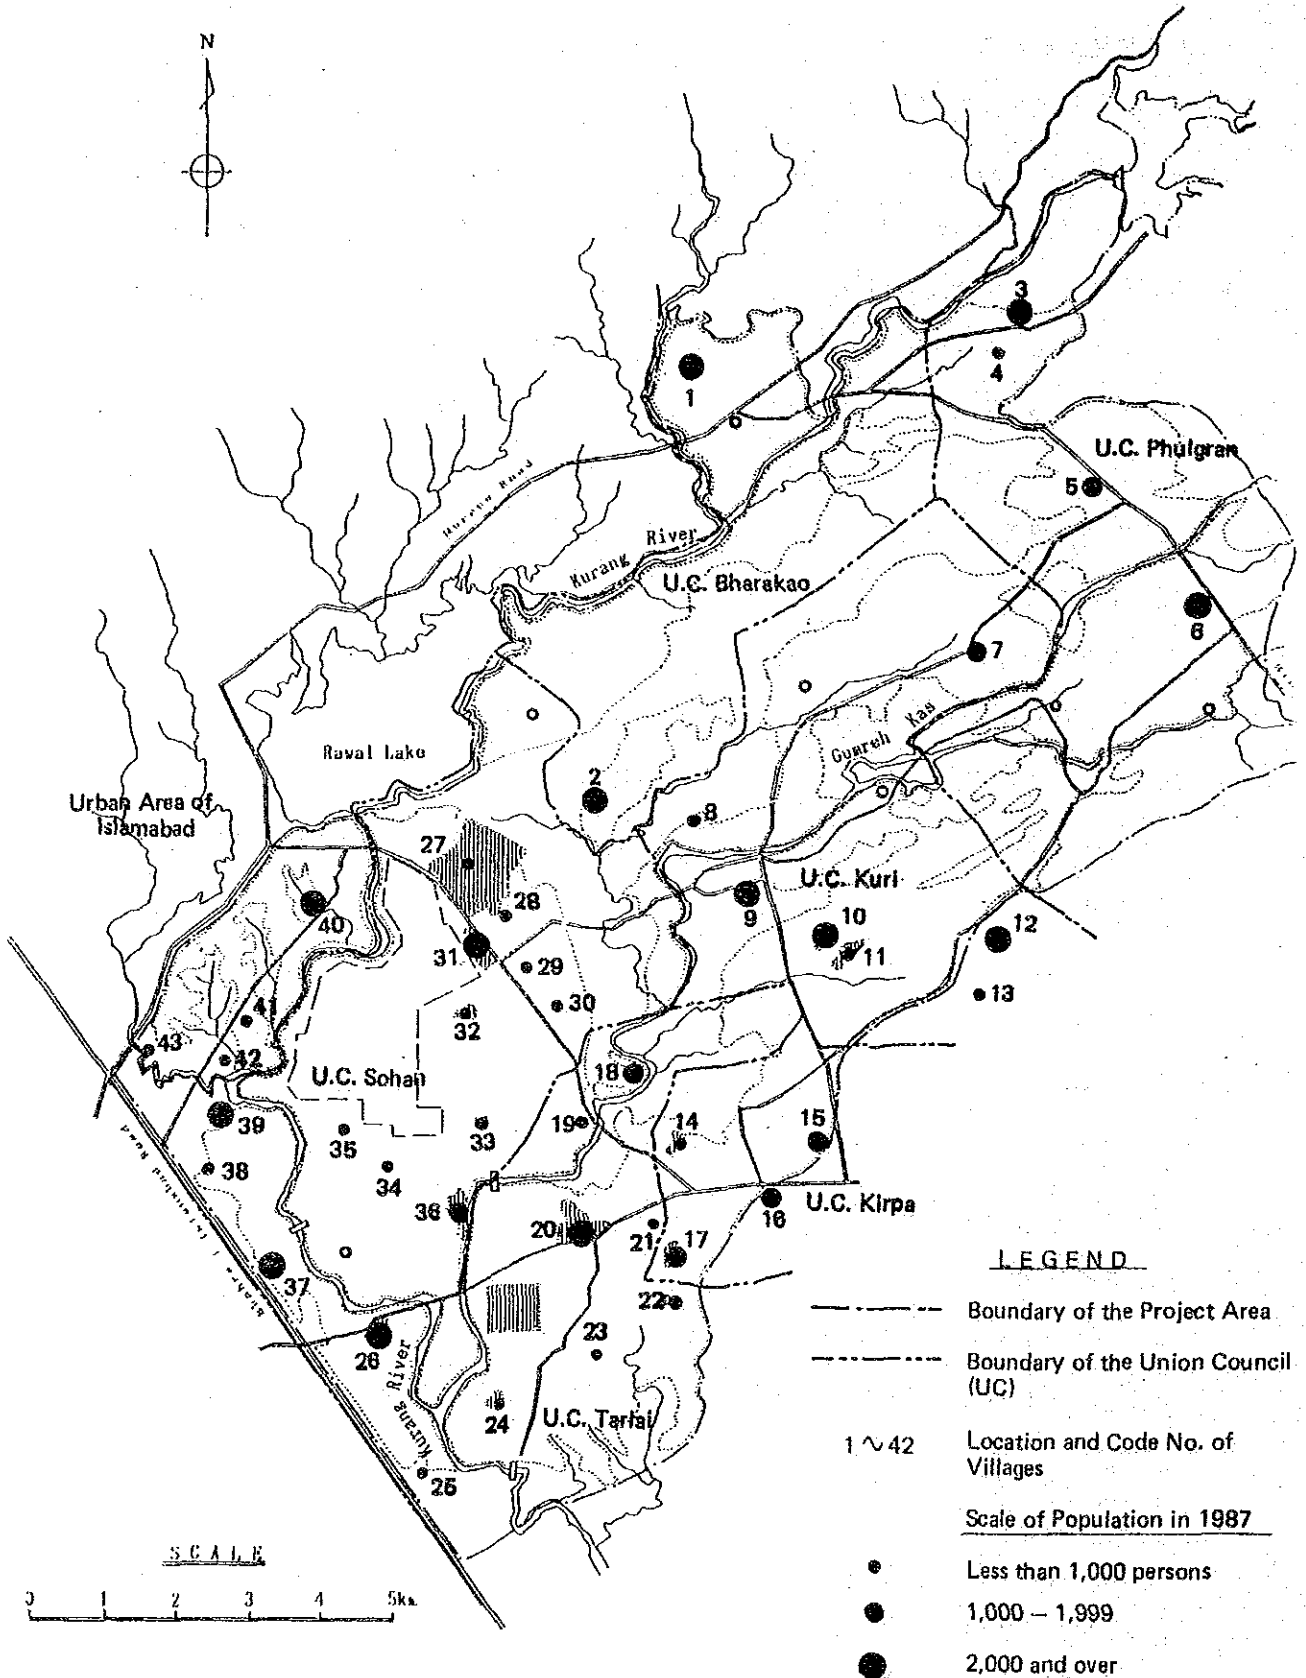 N
3
4
1
U.C. Phulgran
5
Murree Road
Kurang River
U.C. Bharakao
6
7
Gumreh Kas
Rawal Lake
2
Urban Area of
Islamabad
8
27
U.C. Kuri
28
9
10
40
12
31
11
29
13
30
41
32
43
42
18
U.C. Sohan
39
33
19
14
15
35
38
34
16
U.C. Kirpa
36
20
21
17
37
22
26
23
Kurang River
24
U.C. Tarlai
25
LEGEND
Boundary of the Project Area
Boundary of the Union Council
(UC)
1 ~ 42 Location and Code No. of
Villages
Scale of Population in 1987
Less than 1,000 persons
1,000 – 1,999
2,000 and over
SCALE
0 1 2 3 4 5km